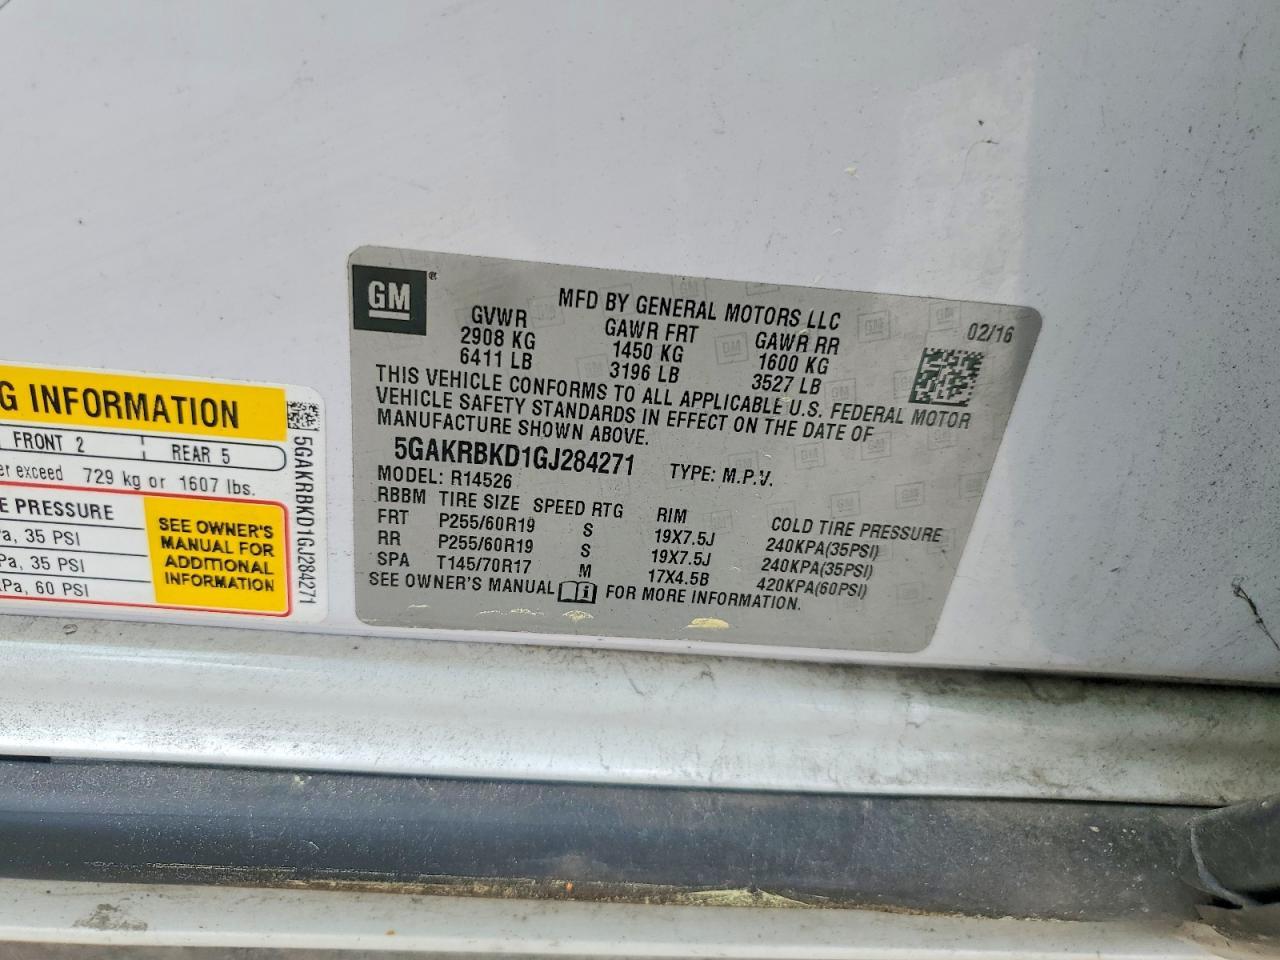 GM®
MFD BY GENERAL MOTORS LLC
02/16
GVWR GAWR FRT GAWR RR
2908 KG 1450 KG 1600 KG
6411 LB 3196 LB 3527 LB
THIS VEHICLE CONFORMS TO ALL APPLICABLE U.S. FEDERAL MOTOR
VEHICLE SAFETY STANDARDS IN EFFECT ON THE DATE OF
MANUFACTURE SHOWN ABOVE.
5GAKRBKD1GJ284271 TYPE: M.P.V.
MODEL: R14526
RBBM TIRE SIZE SPEED RTG RIM COLD TIRE PRESSURE
FRT P255/60R19 S 19X7.5J 240KPA(35PSI)
RR P255/60R19 S 19X7.5J 240KPA(35PSI)
SPA T145/70R17 M 17X4.5B 420KPA(60PSI)
SEE OWNER'S MANUAL i FOR MORE INFORMATION.
G INFORMATION
FRONT 2 REAR 5
er exceed 729 kg or 1607 lbs.
E PRESSURE
a, 35 PSI
Pa, 35 PSI
Pa, 60 PSI
SEE OWNER'S
MANUAL FOR
ADDITIONAL
INFORMATION
5GAKRBKD1GJ284271